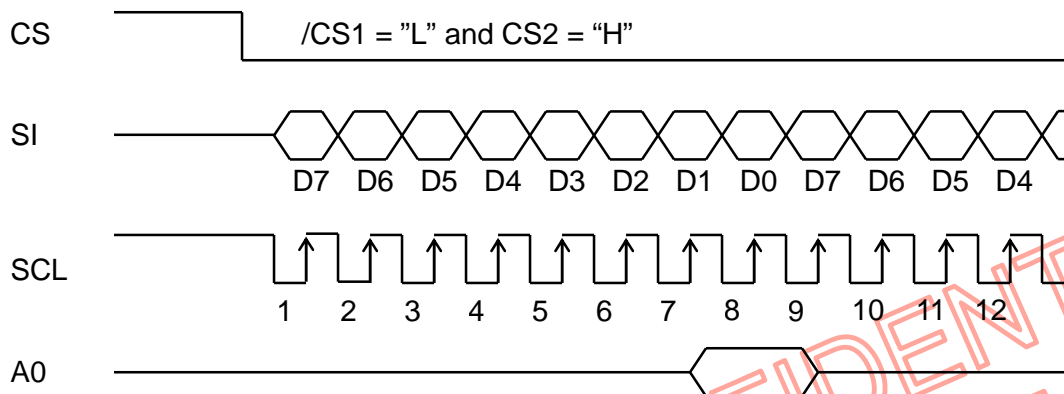 CS /CS1 = ”L” and CS2 = “H”
SI
D7 D6 D5 D4 D3 D2 D1 D0 D7 D6 D5 D4
SCL
1 2 3 4 5 6 7 8 9 10 11 12
A0